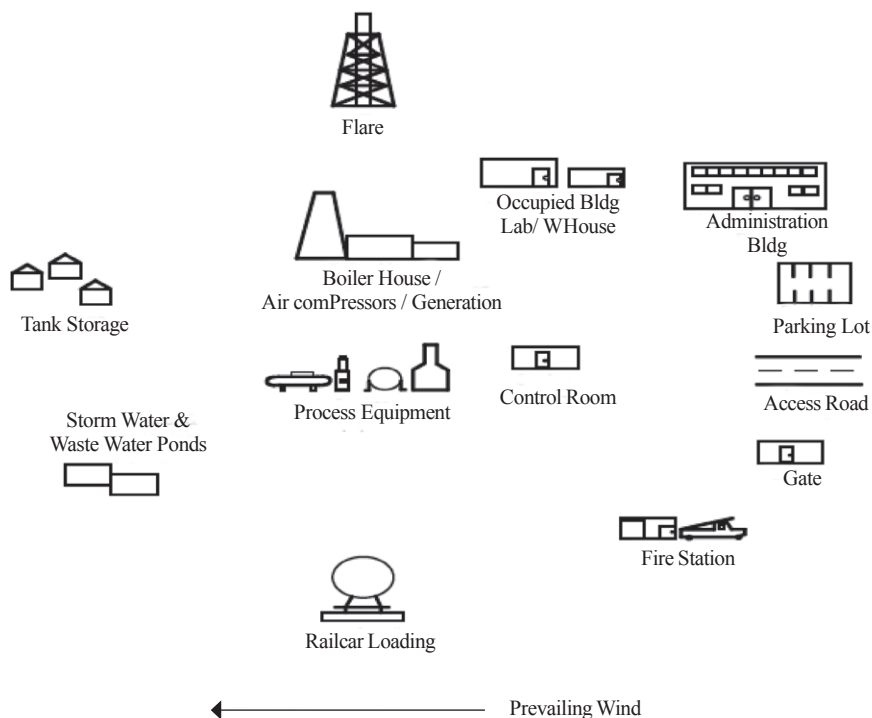 Flare
Occupied Bldg
Lab/ WHouse
Administration
Bldg
Boiler House /
Air comPressors / Generation
Tank Storage
Parking Lot
Process Equipment
Control Room
Access Road
Storm Water &
Waste Water Ponds
Gate
Fire Station
Railcar Loading
Prevailing Wind